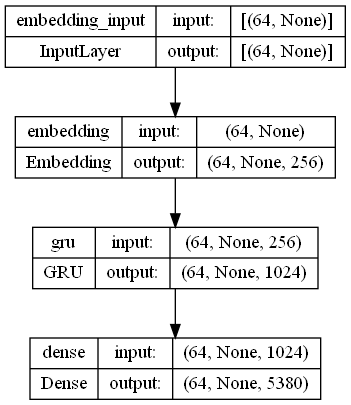 embedding_input input: [(64, None)]
InputLayer output: [(64, None)]
embedding input: (64, None)
Embedding output: (64, None, 256)
gru input: (64, None, 256)
GRU output: (64, None, 1024)
dense input: (64, None, 1024)
Dense output: (64, None, 5380)